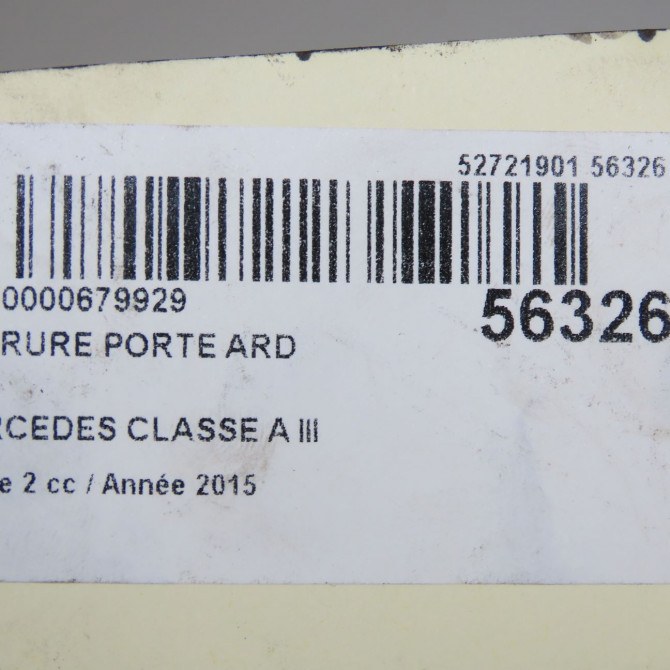 52721901 56326
0000679929
56326
RURE PORTE ARD
RCEDES CLASSE A III
e 2 cc / Année 2015